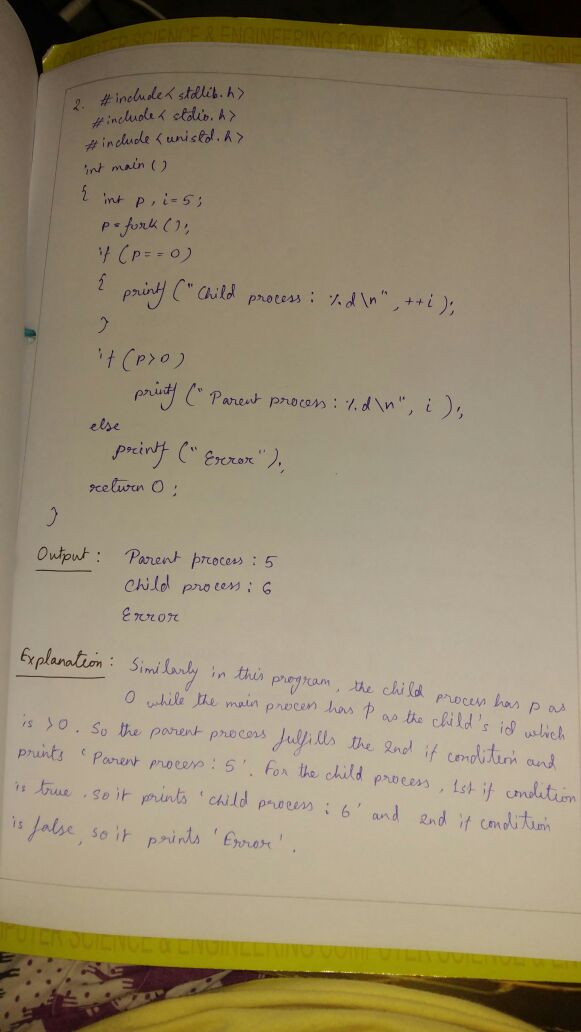 COMPUTER SCIENCE & ENGINEERING COMPUTER SCIENCE & ENGINEERING
2. #include<stdlib.h>
#include<stdio.h>
#include<unistd.h>
int main()
{ int p, i=5;
p=fork();
if (p==0)
{ printf ("Child process : %d\n", ++i);
}
if (p>0)
printf ("Parent process : %d\n", i);
else
printf ("Error");
return 0;
}
Output : Parent process : 5
Child process : 6
Error
Explanation : Similarly in this program, the child process has p as
0 while the main process has p as the child's id which
is >0. So the parent process fulfills the 2nd if condition and
prints 'Parent process : 5'. For the child process, 1st if condition
is true. so it prints 'child process : 6' and 2nd if condition
is false, so it prints 'Error'.
COMPUTER SCIENCE & ENGINEERING COMPUTER SCIENCE &